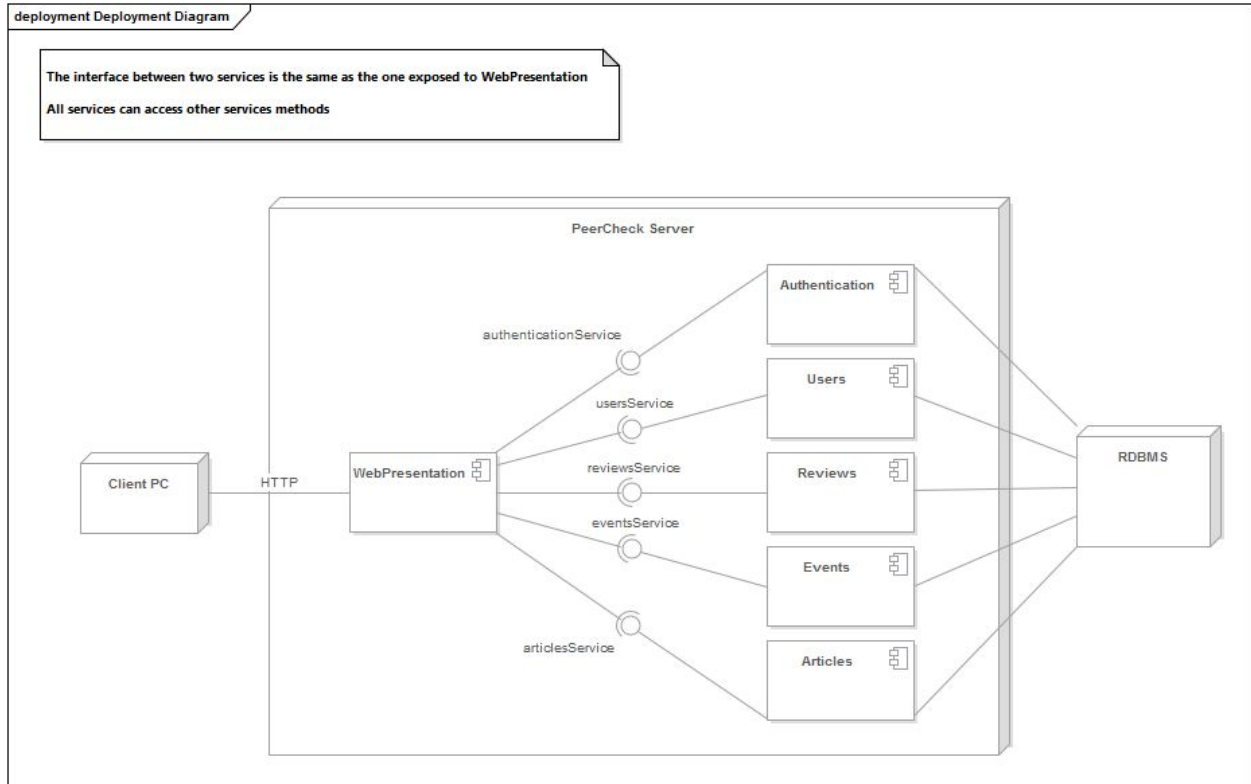 deployment Deployment Diagram
The interface between two services is the same as the one exposed to WebPresentation
All services can access other services methods
PeerCheck Server
Authentication
authenticationService
Users
usersService
reviewsService
Reviews
WebPresentation
Client PC
HTTP
RDBMS
eventsService
Events
articlesService
Articles